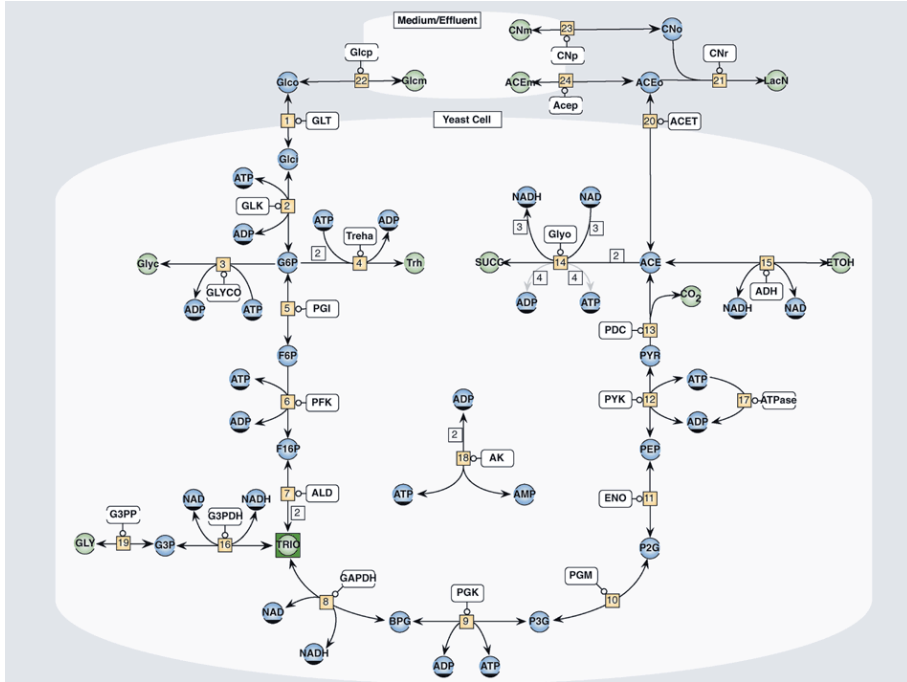 Medium/Effluent
CNm
23
CNo
CNp
CNr
Glcp
Glco
22
Glcm
ACEm
24
ACEo
21
LacN
Acep
1
GLT
Yeast Cell
20
ACET
Glci
ATP
GLK
2
ADP
ATP
ADP
Treha
NADH
NAD
3
3
Glyo
Glyc
3
G6P
2
4
Trh
SUCC
14
2
ACE
15
ETOH
GLYCO
ADP
ATP
4
4
ADP
ATP
ADH
NADH
NAD
CO2
5
PGI
PDC
13
F6P
PYR
ATP
6
PFK
ADP
ATP
PYK
12
17
ATPase
ADP
ADP
2
F16P
PEP
18
AK
7
ALD
ATP
AMP
ENO
11
NAD
NADH
2
G3PP
G3PDH
GLY
19
G3P
16
TRIO
P2G
GAPDH
PGM
8
PGK
10
NAD
BPG
9
P3G
NADH
ADP
ATP